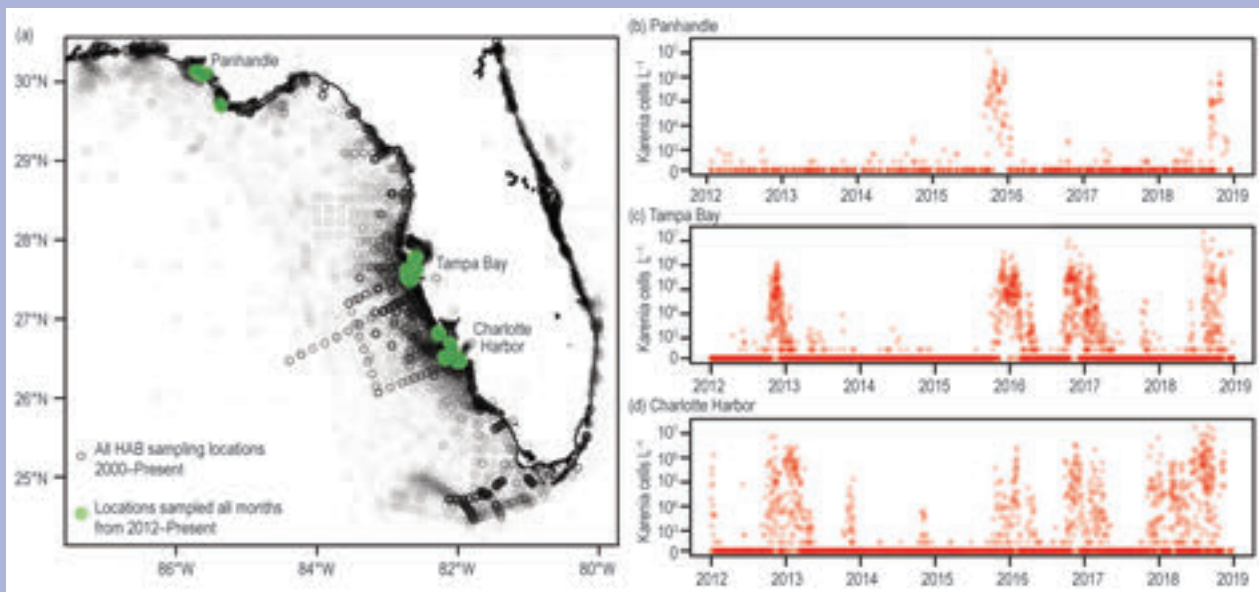 (a)
Panhandle
Tampa Bay
Charlotte
Harbor
All HAB sampling locations
2000–Present
Locations sampled all months
from 2012–Present
30°N
29°N
28°N
27°N
26°N
25°N
86°W 84°W 82°W 80°W
(b) Panhandle
Karenia cells L⁻¹
0
2012 2013 2014 2015 2016 2017 2018 2019
(c) Tampa Bay
Karenia cells L⁻¹
0
2012 2013 2014 2015 2016 2017 2018 2019
(d) Charlotte Harbor
Karenia cells L⁻¹
0
2012 2013 2014 2015 2016 2017 2018 2019